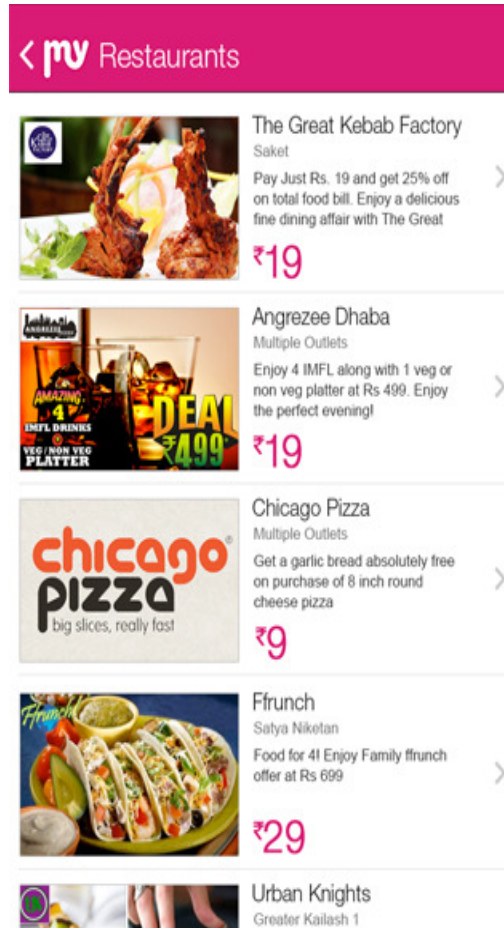 my Restaurants
The Great Kebab Factory
Saket
Pay Just Rs. 19 and get 25% off
on total food bill. Enjoy a delicious
fine dining affair with The Great
₹19
ANGREZEE
AMAZING
4
IMFL DRINKS
VEG / NON VEG
PLATTER
DEAL
₹499*
Angrezee Dhaba
Multiple Outlets
Enjoy 4 IMFL along with 1 veg or
non veg platter at Rs 499. Enjoy
the perfect evening!
₹19
chicago®
pizza
big slices, really fast
Chicago Pizza
Multiple Outlets
Get a garlic bread absolutely free
on purchase of 8 inch round
cheese pizza
₹9
Ffrunch!
Ffrunch
Satya Niketan
Food for 4! Enjoy Family ffrunch
offer at Rs 699
₹29
Urban Knights
Greater Kailash 1